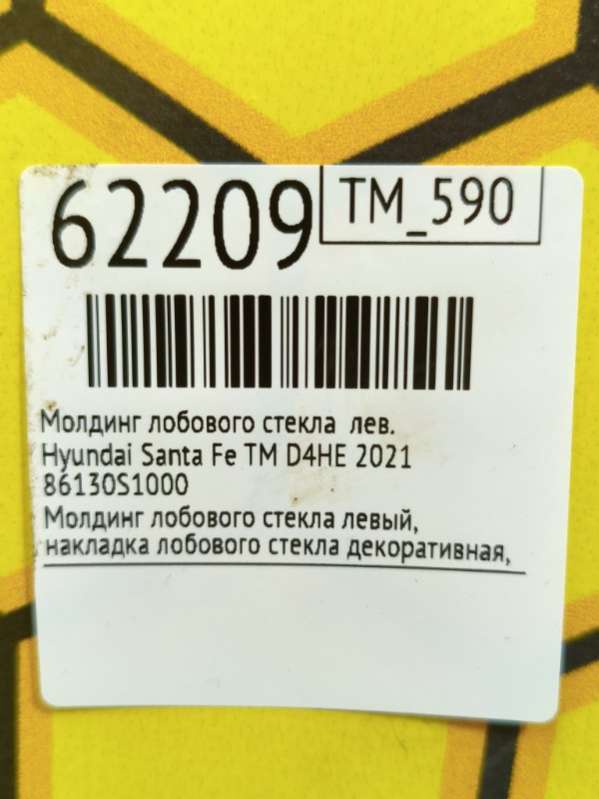 62209
TM_590
Молдинг лобового стекла лев.
Hyundai Santa Fe TM D4HE 2021
86130S1000
Молдинг лобового стекла левый,
накладка лобового стекла декоративная,